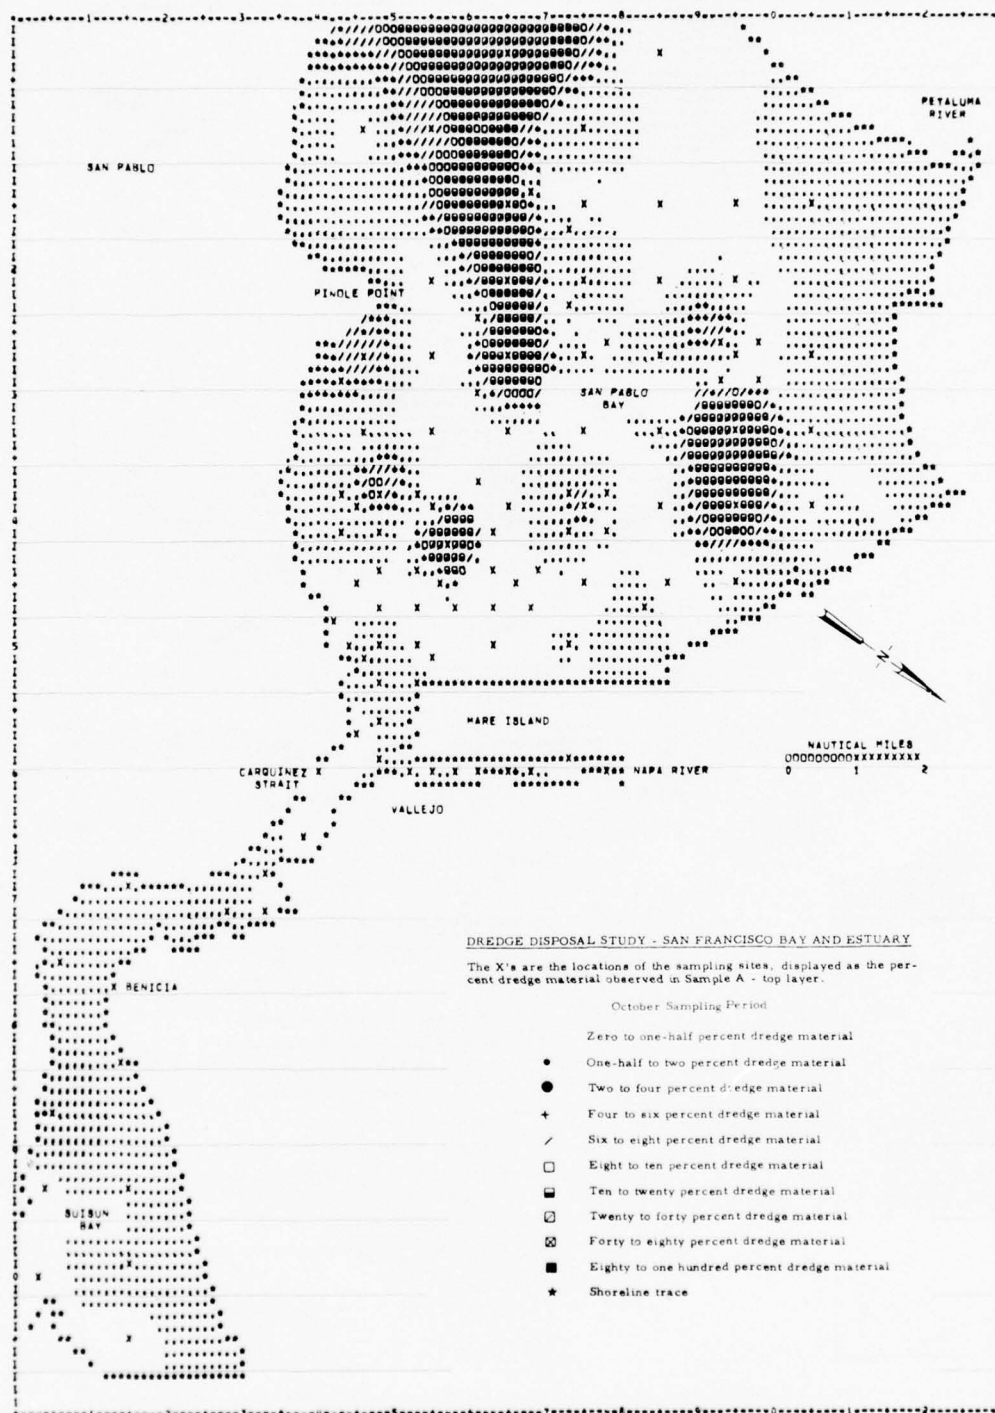 PETALUMA
RIVER
SAN PABLO
PINOLE POINT
SAN PABLO
BAY
N
MARE ISLAND
NAUTICAL MILES
0 1 2
CARQUINEZ
STRAIT
NAPA RIVER
VALLEJO
DREDGE DISPOSAL STUDY - SAN FRANCISCO BAY AND ESTUARY
The X's are the locations of the sampling sites, displayed as the per-
cent dredge material observed in Sample A - top layer.
BENICIA
October Sampling Period
Zero to one-half percent dredge material
One-half to two percent dredge material
Two to four percent dredge material
Four to six percent dredge material
Six to eight percent dredge material
Eight to ten percent dredge material
Ten to twenty percent dredge material
SUISUN
BAY
Twenty to forty percent dredge material
Forty to eighty percent dredge material
Eighty to one hundred percent dredge material
Shoreline trace